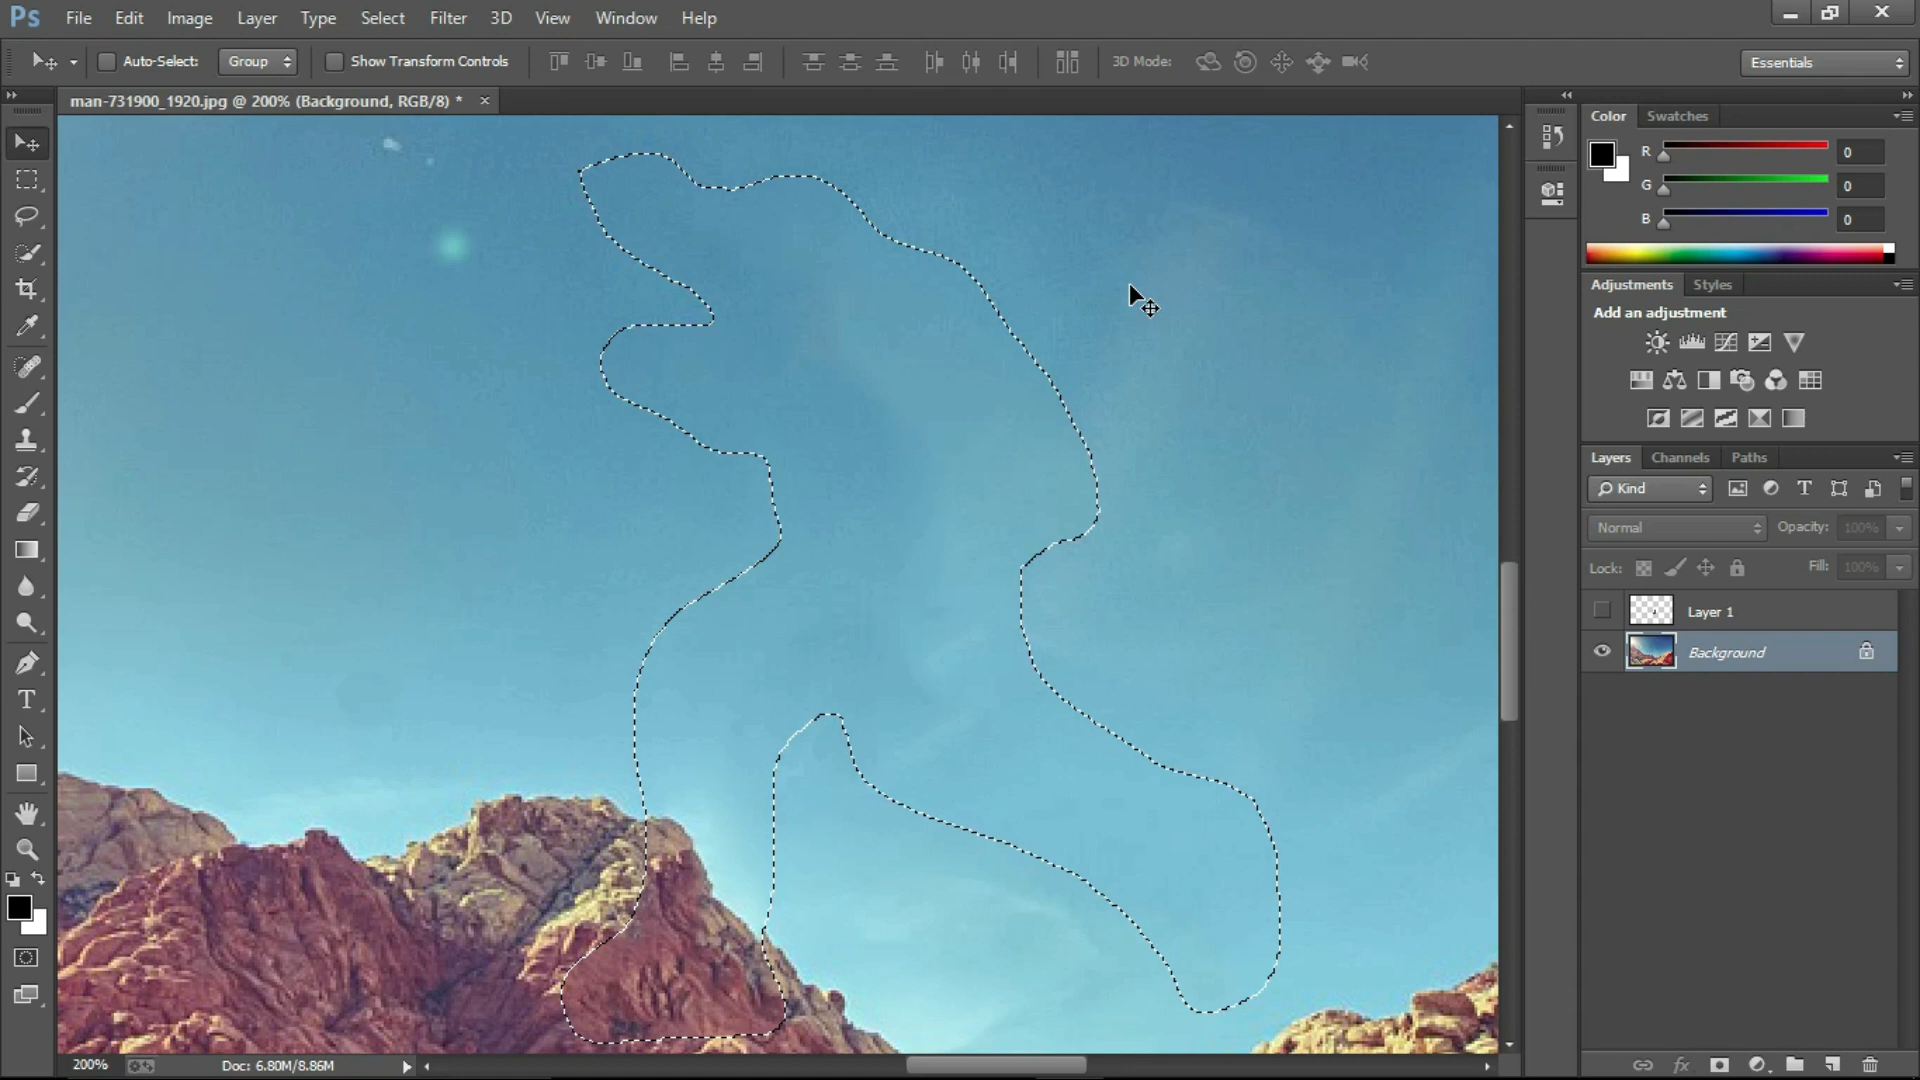 Ps File Edit Image Layer Type Select Filter 3D View Window Help
Auto-Select: Group Show Transform Controls 3D Mode: Essentials
man-731900_1920.jpg @ 200% (Background, RGB/8) *
Color Swatches
R 0
G 0
B 0
Adjustments Styles
Add an adjustment
Layers Channels Paths
Kind
Normal Opacity: 100%
Lock: Fill: 100%
Layer 1
Background
200% Doc: 6.80M/8.86M